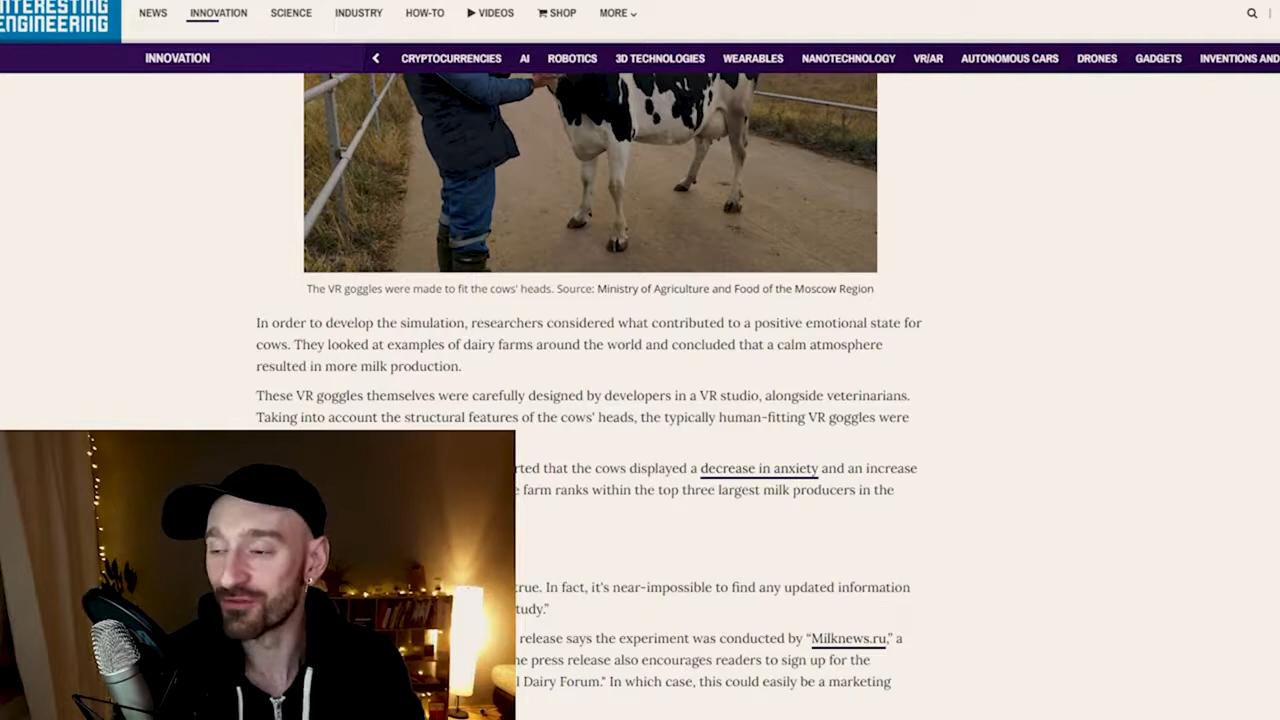 INTERESTING
ENGINEERING
NEWS INNOVATION SCIENCE INDUSTRY HOW-TO VIDEOS SHOP MORE
INNOVATION
CRYPTOCURRENCIES AI ROBOTICS 3D TECHNOLOGIES WEARABLES NANOTECHNOLOGY VR/AR AUTONOMOUS CARS DRONES GADGETS INVENTIONS AND
The VR goggles were made to fit the cows' heads. Source: Ministry of Agriculture and Food of the Moscow Region
In order to develop the simulation, researchers considered what contributed to a positive emotional state for
cows. They looked at examples of dairy farms around the world and concluded that a calm atmosphere
resulted in more milk production.
These VR goggles themselves were carefully designed by developers in a VR studio, alongside veterinarians.
Taking into account the structural features of the cows' heads, the typically human-fitting VR goggles were
rted that the cows displayed a decrease in anxiety and an increase
e farm ranks within the top three largest milk producers in the
true. In fact, it's near-impossible to find any updated information
tudy."
release says the experiment was conducted by “Milknews.ru,” a
he press release also encourages readers to sign up for the
l Dairy Forum." In which case, this could easily be a marketing